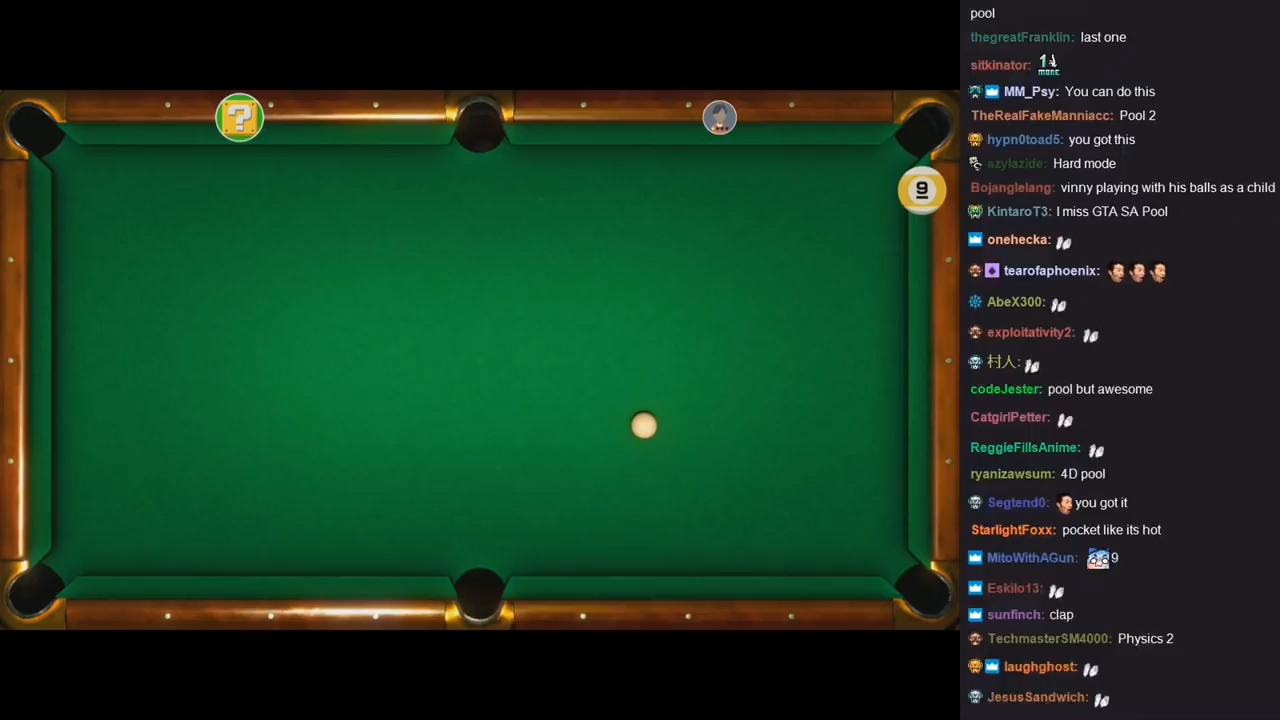 ?
9
pool
thegreatFranklin: last one
sitkinator: 1 MORE
MM_Psy: You can do this
TheRealFakeManniacc: Pool 2
hypn0toad5: you got this
azylazide: Hard mode
Bojanglelang: vinny playing with his balls as a child
KintaroT3: I miss GTA SA Pool
onehecka:
tearofaphoenix:
AbeX300:
exploitativity2:
村人:
codeJester: pool but awesome
CatgirlPetter:
ReggieFillsAnime:
ryanizawsum: 4D pool
Segtend0: you got it
StarlightFoxx: pocket like its hot
MitoWithAGun: 9
Eskilo13:
sunfinch: clap
TechmasterSM4000: Physics 2
laughghost:
JesusSandwich: